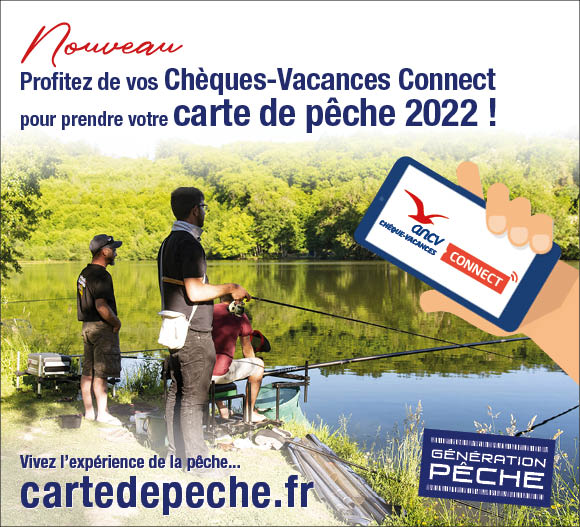 Nouveau
Profitez de vos Chèques-Vacances Connect
pour prendre votre carte de pêche 2022 !
ancv
CHÈQUE-VACANCES
CONNECT
GÉNÉRATION
PÊCHE
Vivez l'expérience de la pêche...
cartedepeche.fr